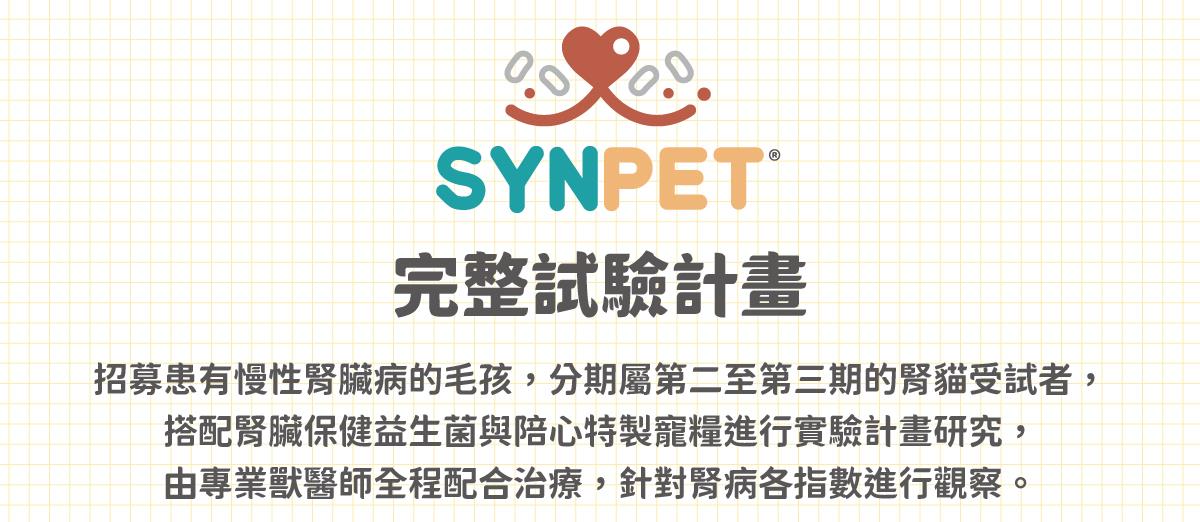 SYNPET®
完整試驗計畫
招募患有慢性腎臟病的毛孩，分期屬第二至第三期的腎貓受試者，
搭配腎臟保健益生菌與陪心特製寵糧進行實驗計畫研究，
由專業獸醫師全程配合治療，針對腎病各指數進行觀察。